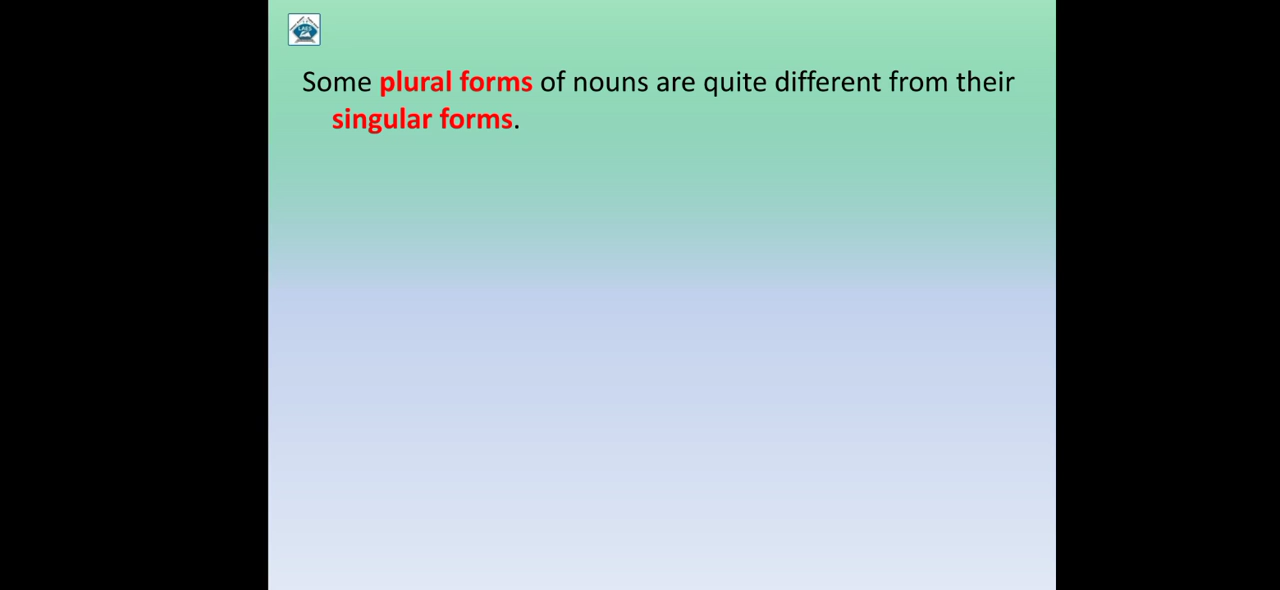 Some plural forms of nouns are quite different from their
singular forms.